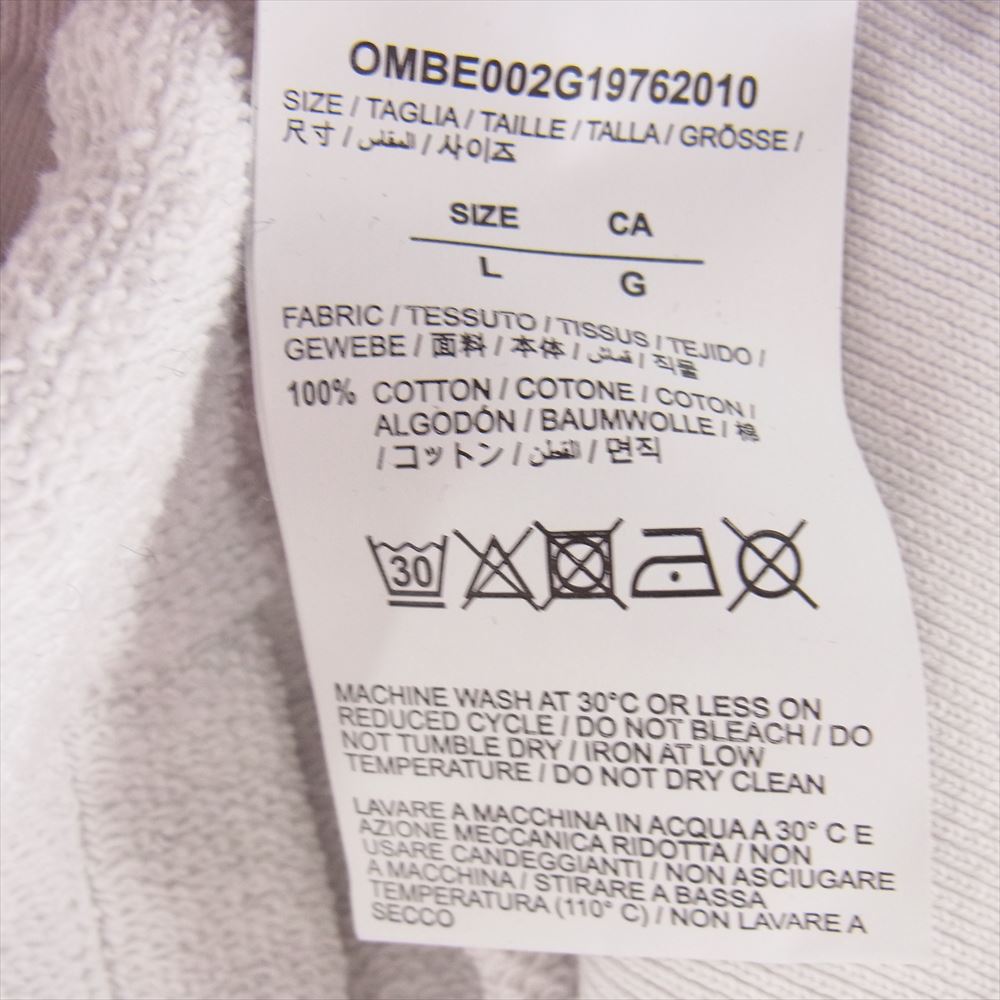 OMBE002G19762010
SIZE / TAGLIA / TAILLE / TALLA / GRÖSSE /
尺寸 / المقاس / 사이즈
SIZE CA
L G
FABRIC / TESSUTO / TISSUS / TEJIDO /
GEWEBE / 面料 / 本体 / قماش / 직물
100% COTTON / COTONE / COTON /
ALGODÓN / BAUMWOLLE / 棉
/ コットン / القطن / 면직
30
MACHINE WASH AT 30°C OR LESS ON
REDUCED CYCLE / DO NOT BLEACH / DO
NOT TUMBLE DRY / IRON AT LOW
TEMPERATURE / DO NOT DRY CLEAN
LAVARE A MACCHINA IN ACQUA A 30° C E
AZIONE MECCANICA RIDOTTA / NON
USARE CANDEGGIANTI / NON ASCIUGARE
A MACCHINA / STIRARE A BASSA
TEMPERATURA (110° C) / NON LAVARE A
SECCO